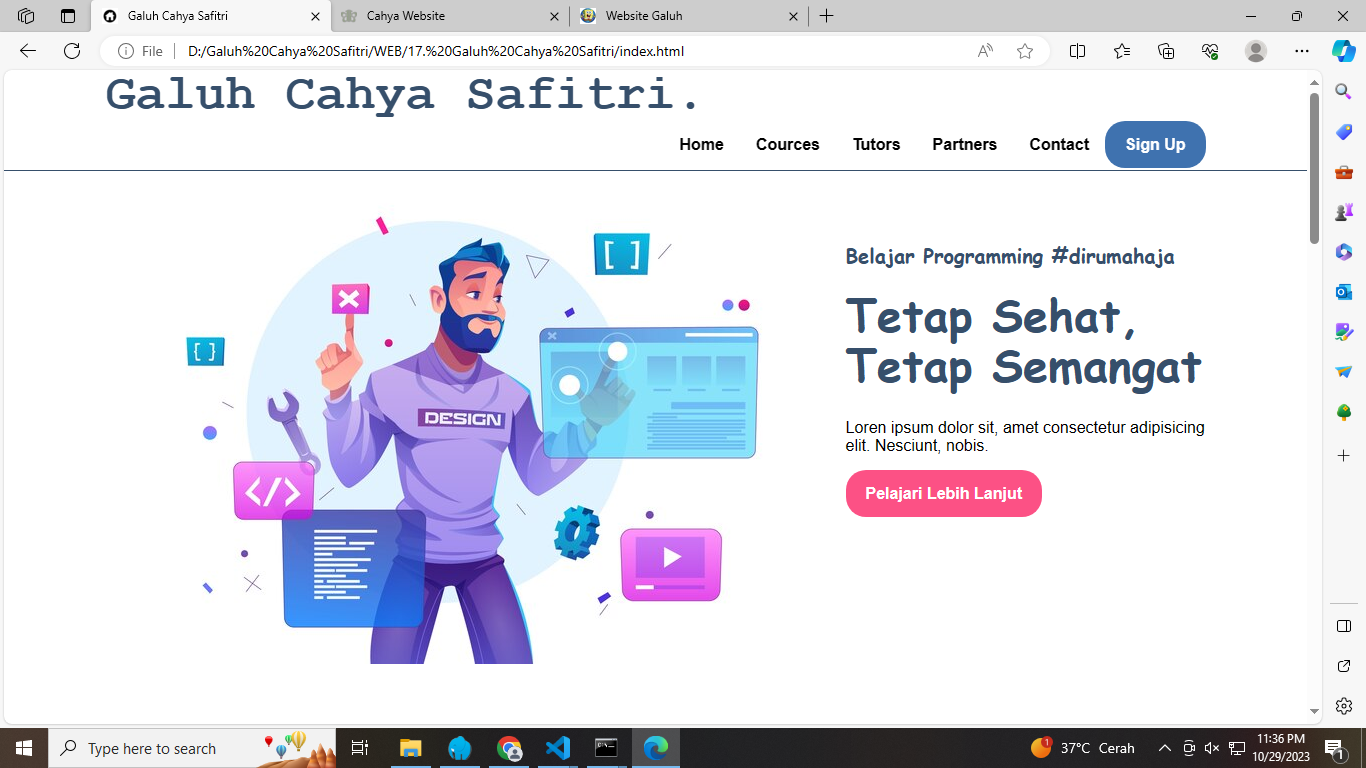 Galuh Cahya Safitri
Cahya Website
Website Galuh
File
D:/Galuh%20Cahya%20Safitri/WEB/17.%20Galuh%20Cahya%20Safitri/index.html
Galuh Cahya Safitri.
Home Cources Tutors Partners Contact Sign Up
Belajar Programming #dirumahaja
Tetap Sehat,
Tetap Semangat
Loren ipsum dolor sit, amet consectetur adipisicing
elit. Nesciunt, nobis.
Pelajari Lebih Lanjut
[ ]
{ }
DESIGN
</>
Type here to search
1
37°C Cerah
11:36 PM
10/29/2023
1